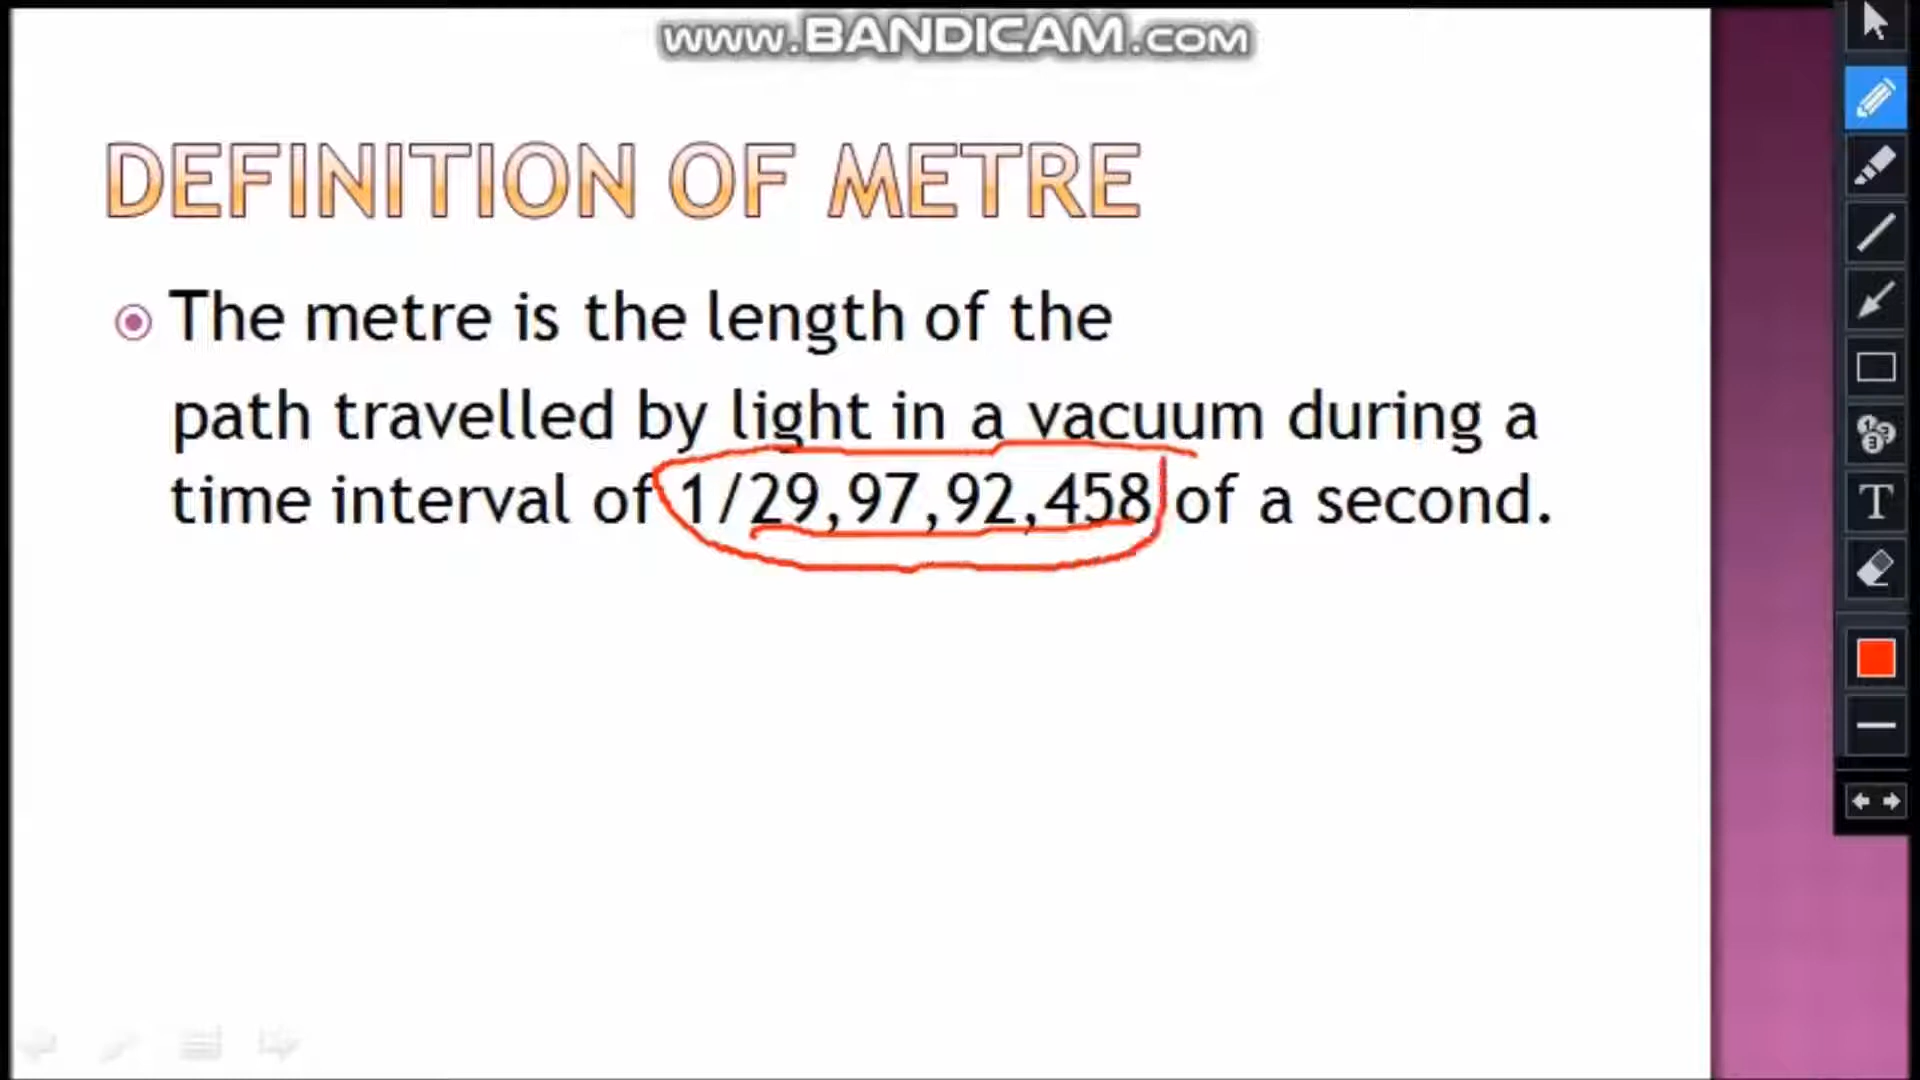 www.BANDICAM.com
DEFINITION OF METRE
The metre is the length of the
path travelled by light in a vacuum during a
time interval of 1/29,97,92,458 of a second.
T